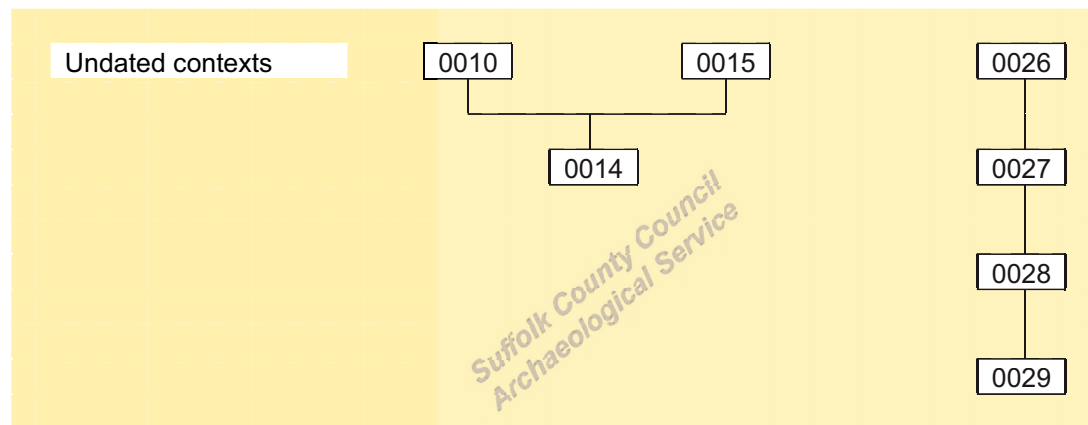 Undated contexts
0010
0015
0026
0014
0027
Suffolk County Council
Archaeological Service
0028
0029